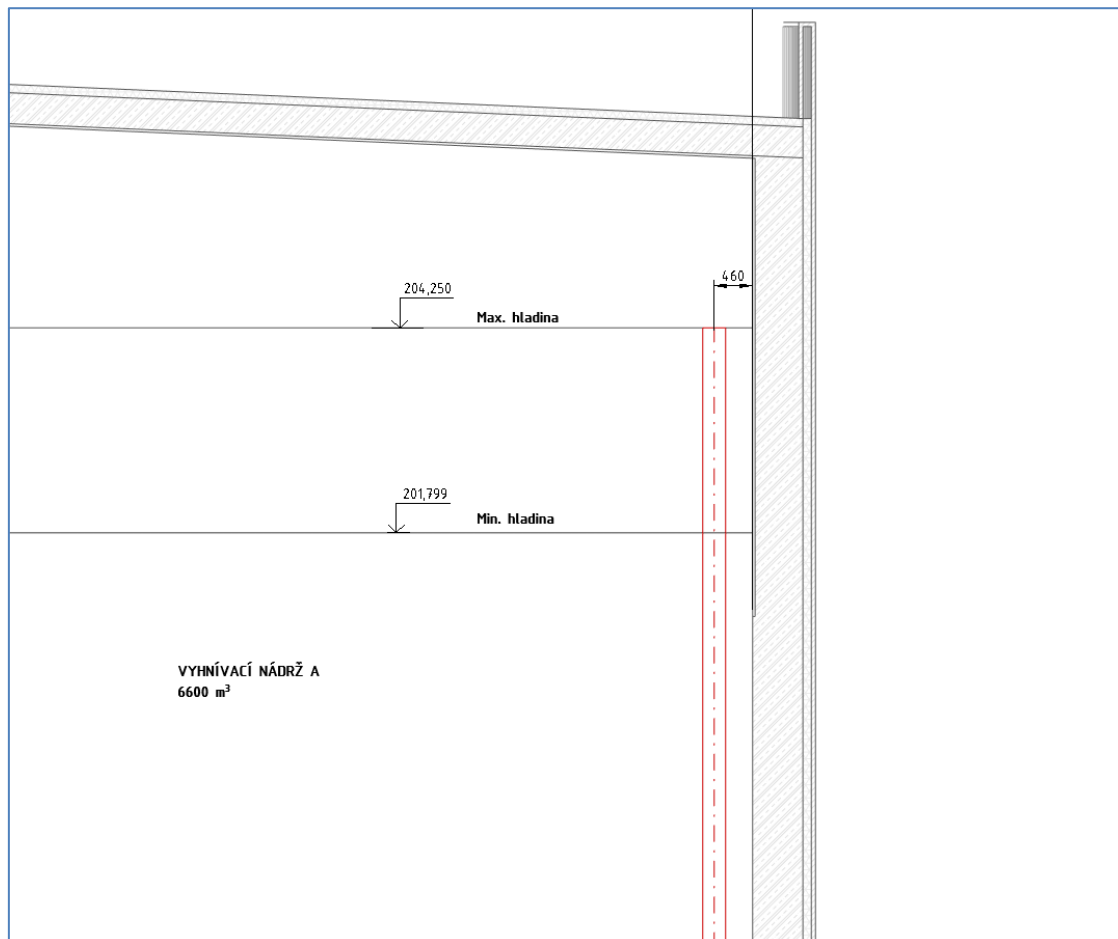 460
204,250
Max. hladina
201,799
Min. hladina
VYHNÍVACÍ NÁDRŽ A
6600 m³